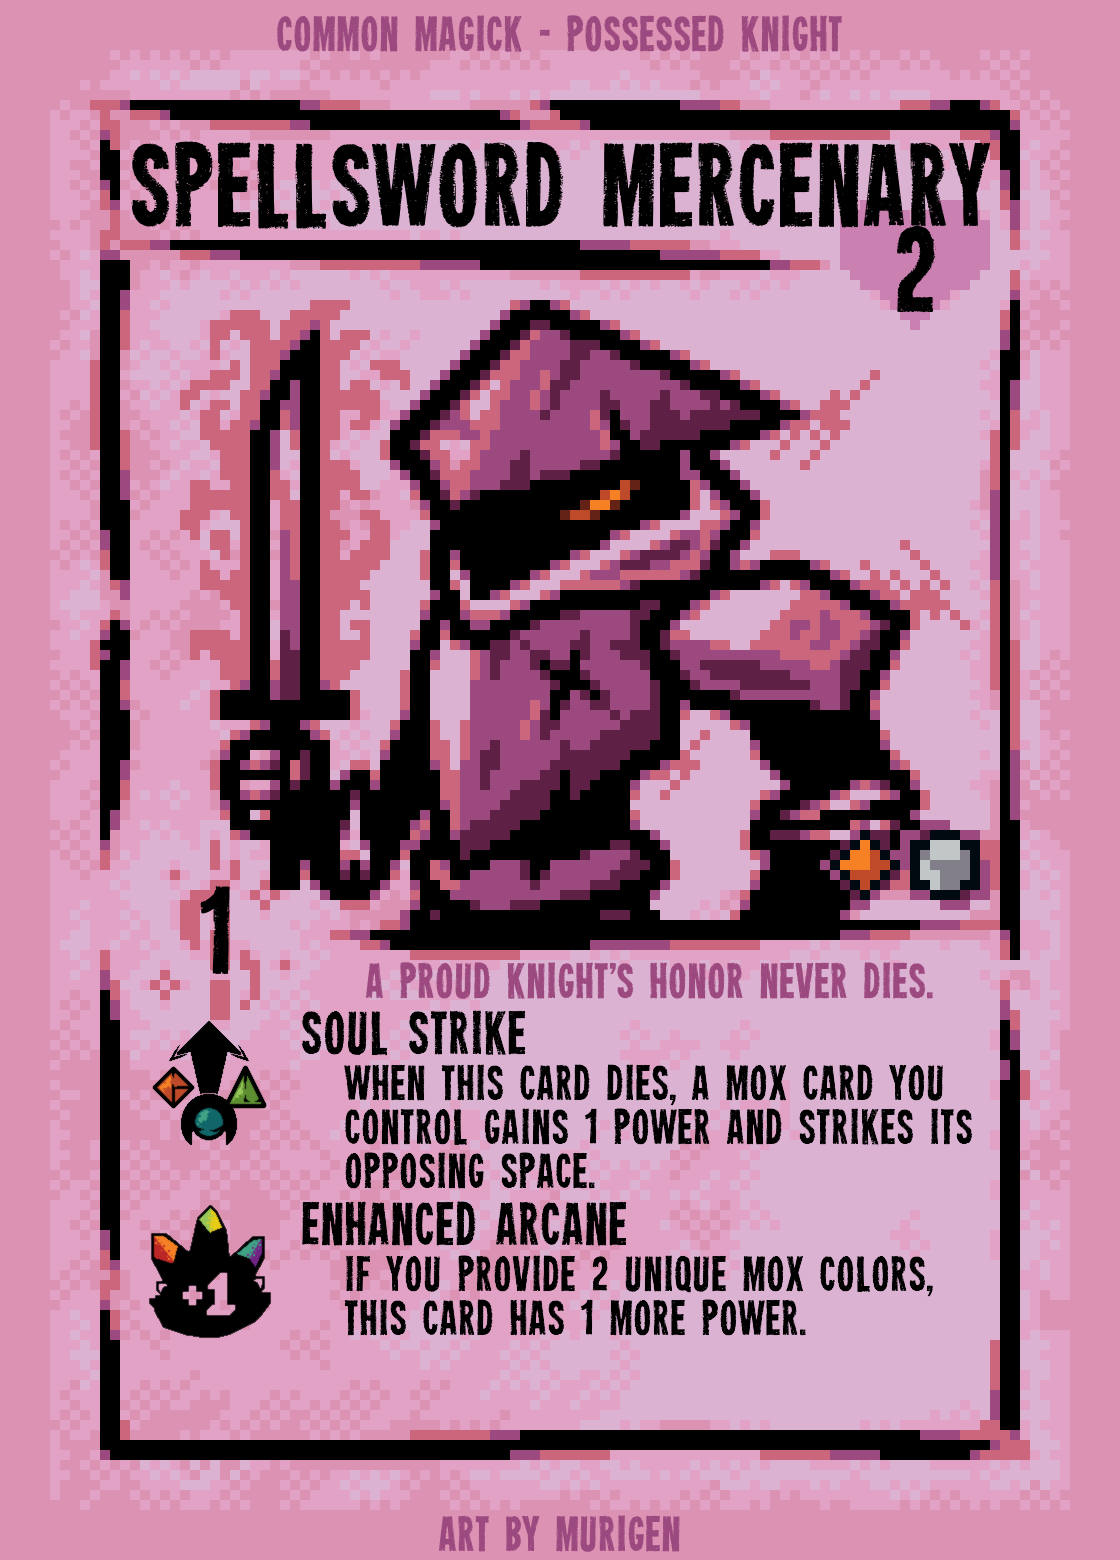 COMMON MAGICK - POSSESSED KNIGHT
SPELLSWORD MERCENARY
2
1
A PROUD KNIGHT'S HONOR NEVER DIES.
SOUL STRIKE
WHEN THIS CARD DIES, A MOX CARD YOU
CONTROL GAINS 1 POWER AND STRIKES ITS
OPPOSING SPACE.
ENHANCED ARCANE
+1
IF YOU PROVIDE 2 UNIQUE MOX COLORS,
THIS CARD HAS 1 MORE POWER.
ART BY MURIGEN